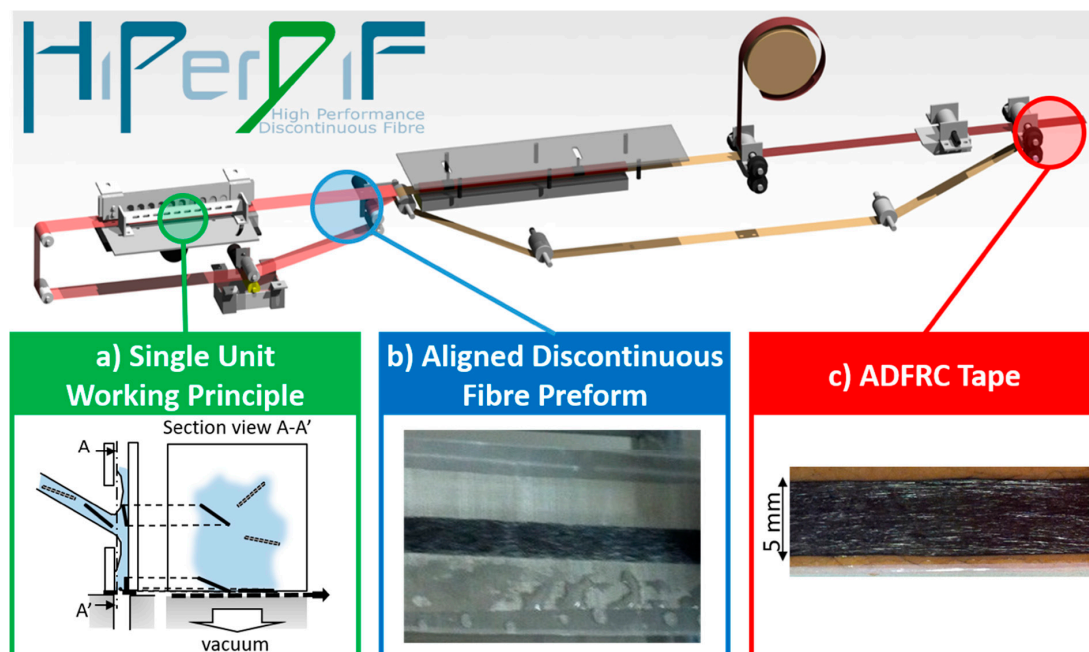 HiPerDiF
High Performance
Discontinuous Fibre
a) Single Unit
Working Principle
Section view A-A’
A
A’
vacuum
b) Aligned Discontinuous
Fibre Preform
c) ADFRC Tape
5 mm